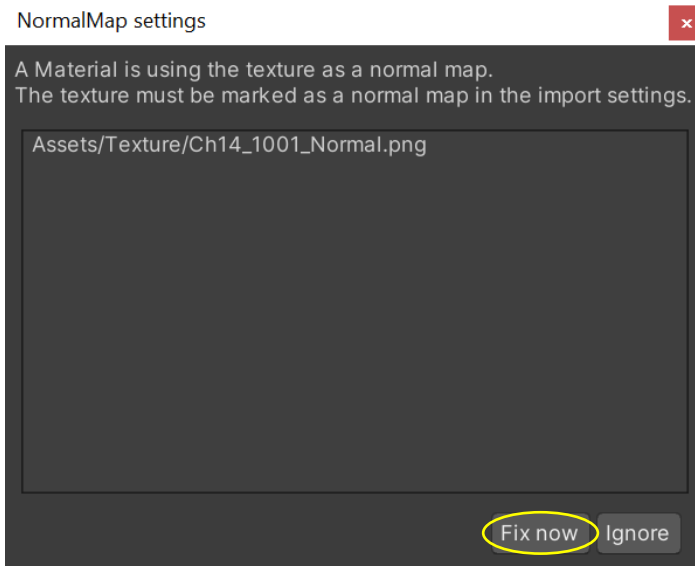 NormalMap settings
A Material is using the texture as a normal map.
The texture must be marked as a normal map in the import settings.
Assets/Texture/Ch14_1001_Normal.png
Fix now Ignore